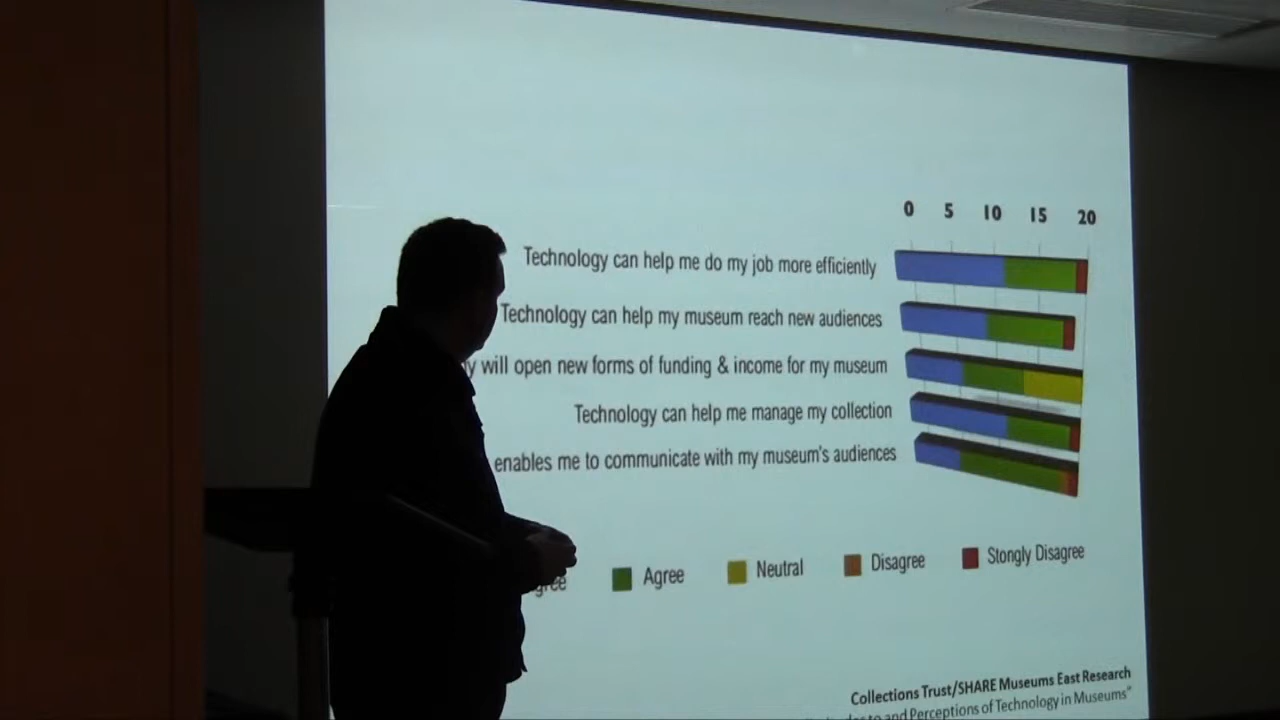 0 5 10 15 20
Technology can help me do my job more efficiently
Technology can help my museum reach new audiences
will open new forms of funding & income for my museum
Technology can help me manage my collection
enables me to communicate with my museum's audiences
Agree Neutral Disagree Stongly Disagree
Collections Trust/SHARE Museums East Research
to and Perceptions of Technology in Museums"